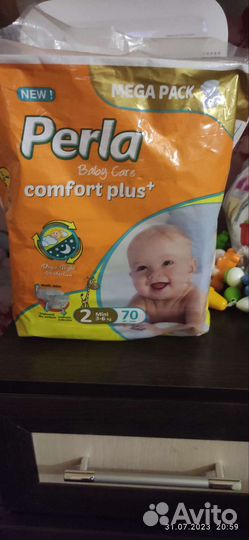 NEW!
MEGA PACK
Perla
Baby Care
comfort plus+
2 Mini
3-6 kg
70
Avito
31.07.2023 20:59